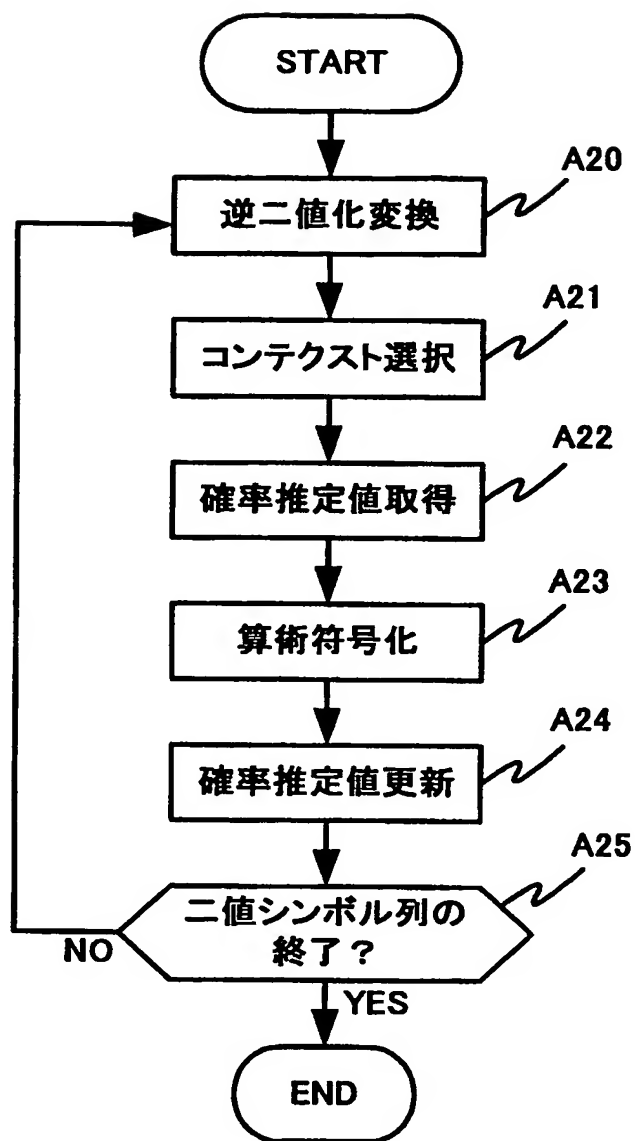 START
A20
逆二値化変換
A21
コンテクスト選択
A22
確率推定値取得
A23
算術符号化
A24
確率推定値更新
A25
二値シンボル列の
終了?
NO
YES
END